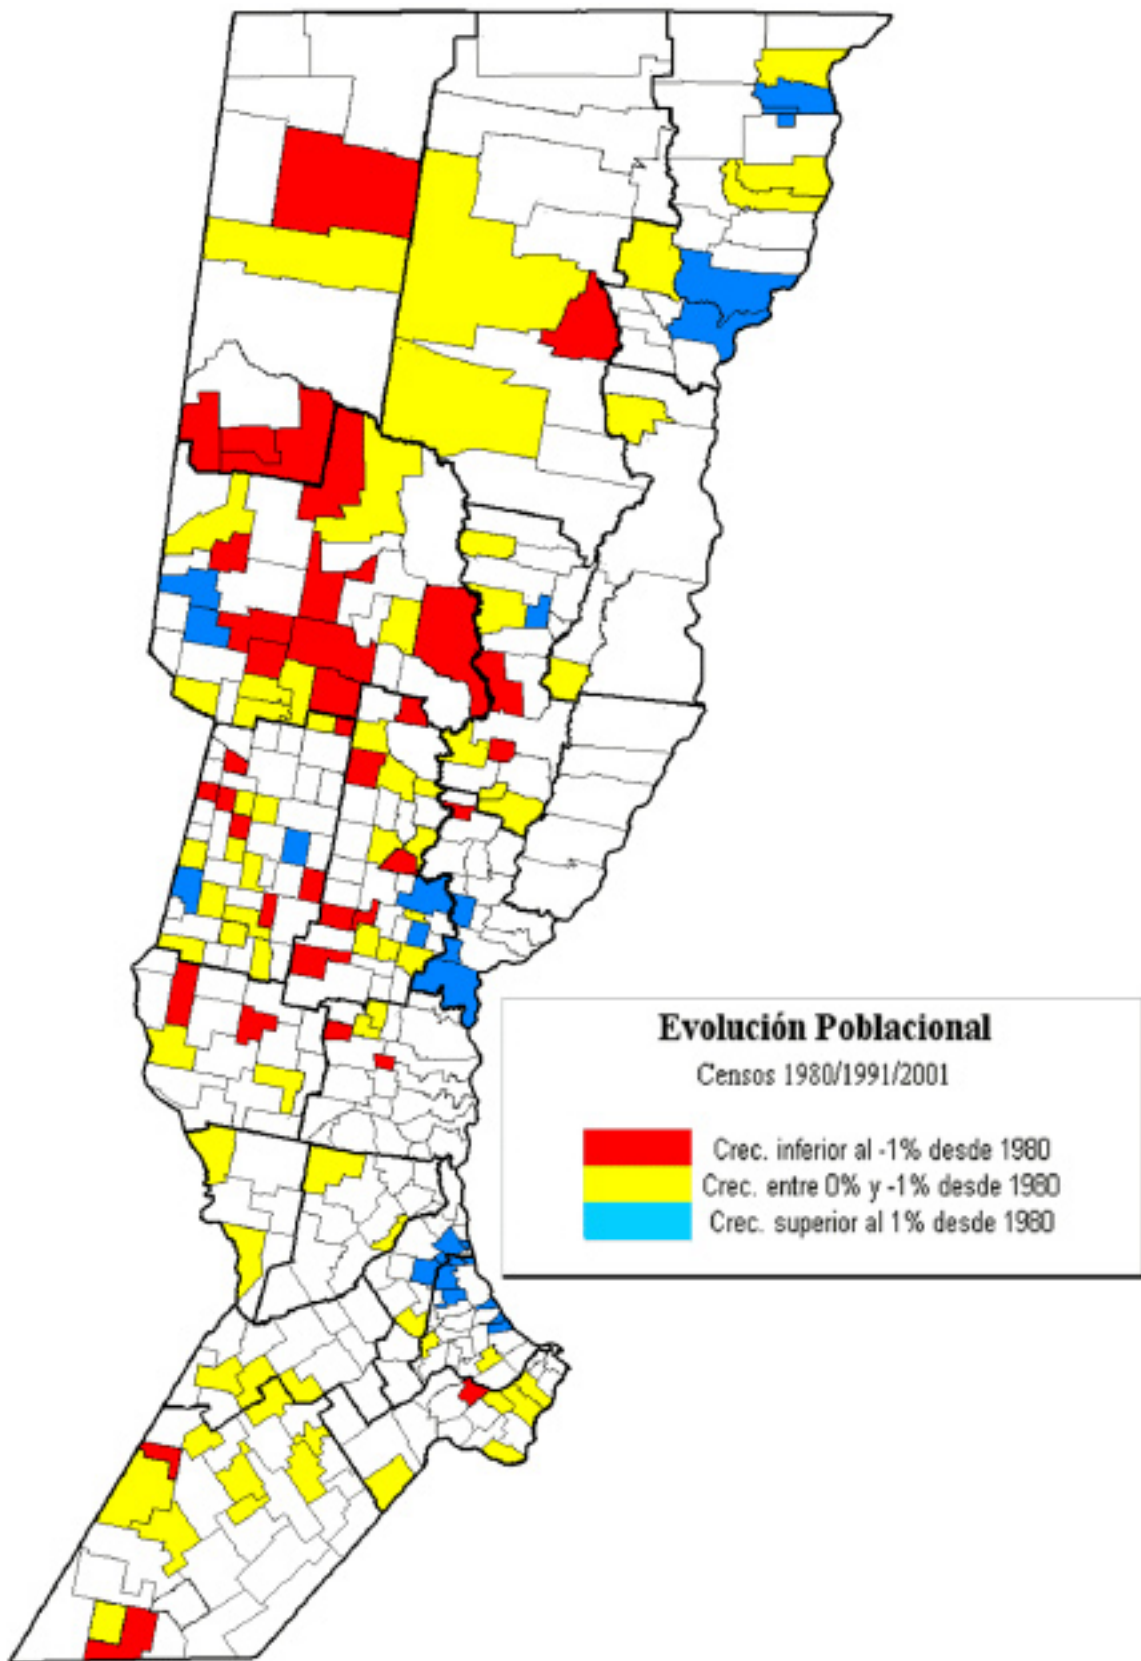 Evolución Poblacional
Censos 1980/1991/2001
Crec. inferior al -1% desde 1980
Crec. entre 0% y -1% desde 1980
Crec. superior al 1% desde 1980